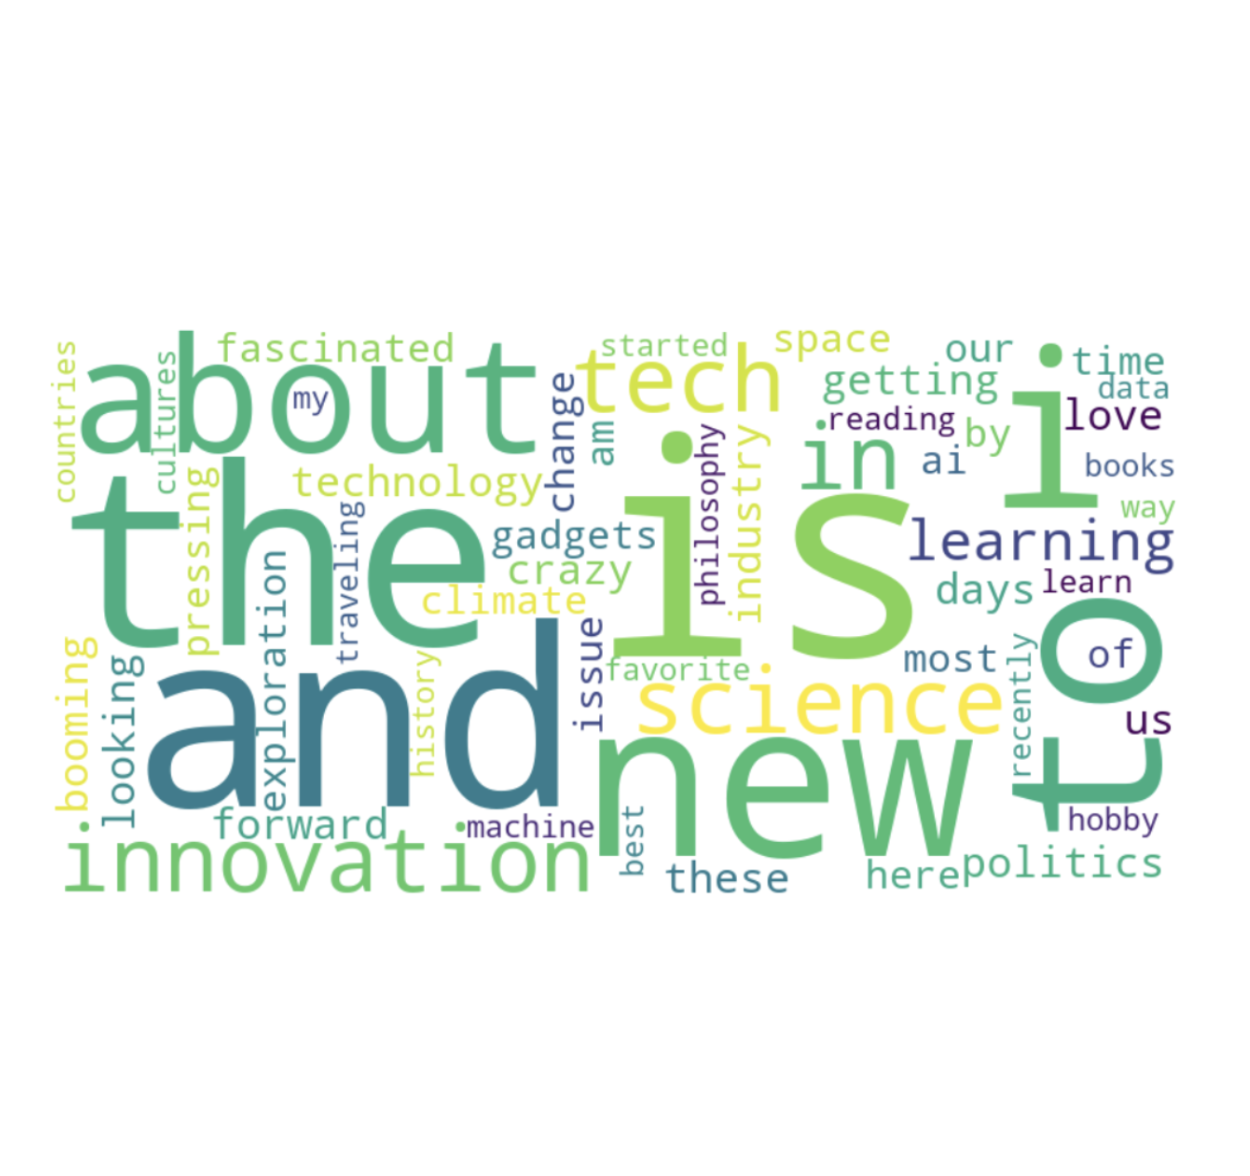 about
the
is
and
new
to
i
tech
in
science
innovation
learning
countries
cultures
fascinated
my
started
space
our
time
data
getting
love
change
am
reading
by
ai
books
technology
pressing
philosophy
industry
way
traveling
gadgets
crazy
days
learn
climate
exploration
issue
favorite
most
of
recently
us
booming
looking
history
forward
machine
best
these
here
politics
hobby